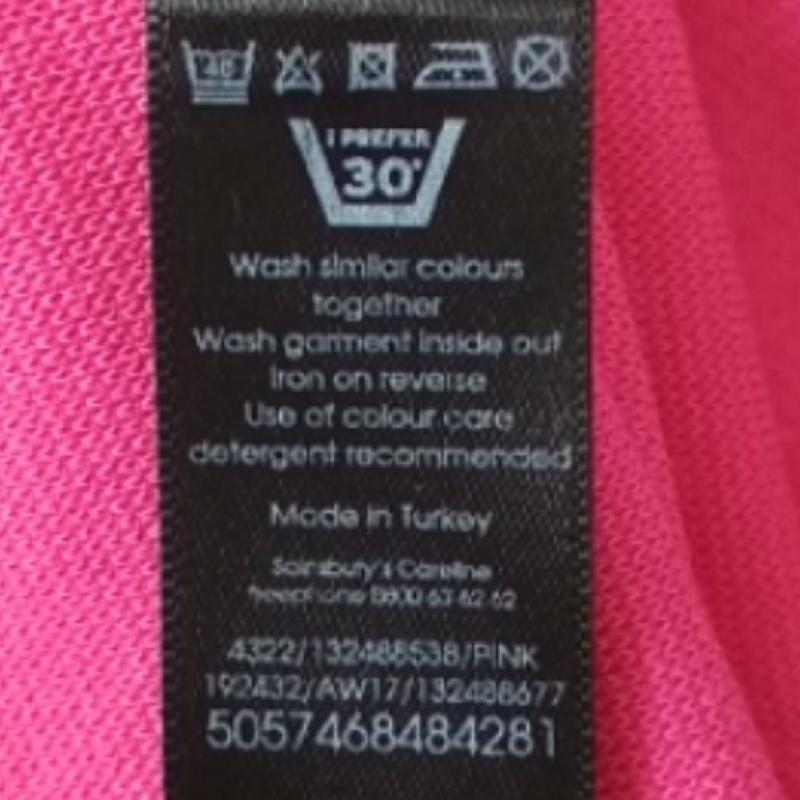 40
I PREFER
30°
Wash similar colours
together
Wash garment inside out
Iron on reverse
Use of colour care
detergent recommended
Made in Turkey
Sainsbury's Careline
freephone 0800 63 62 62
4322/132488538/PINK
192432/AW17/132488677
5057468484281